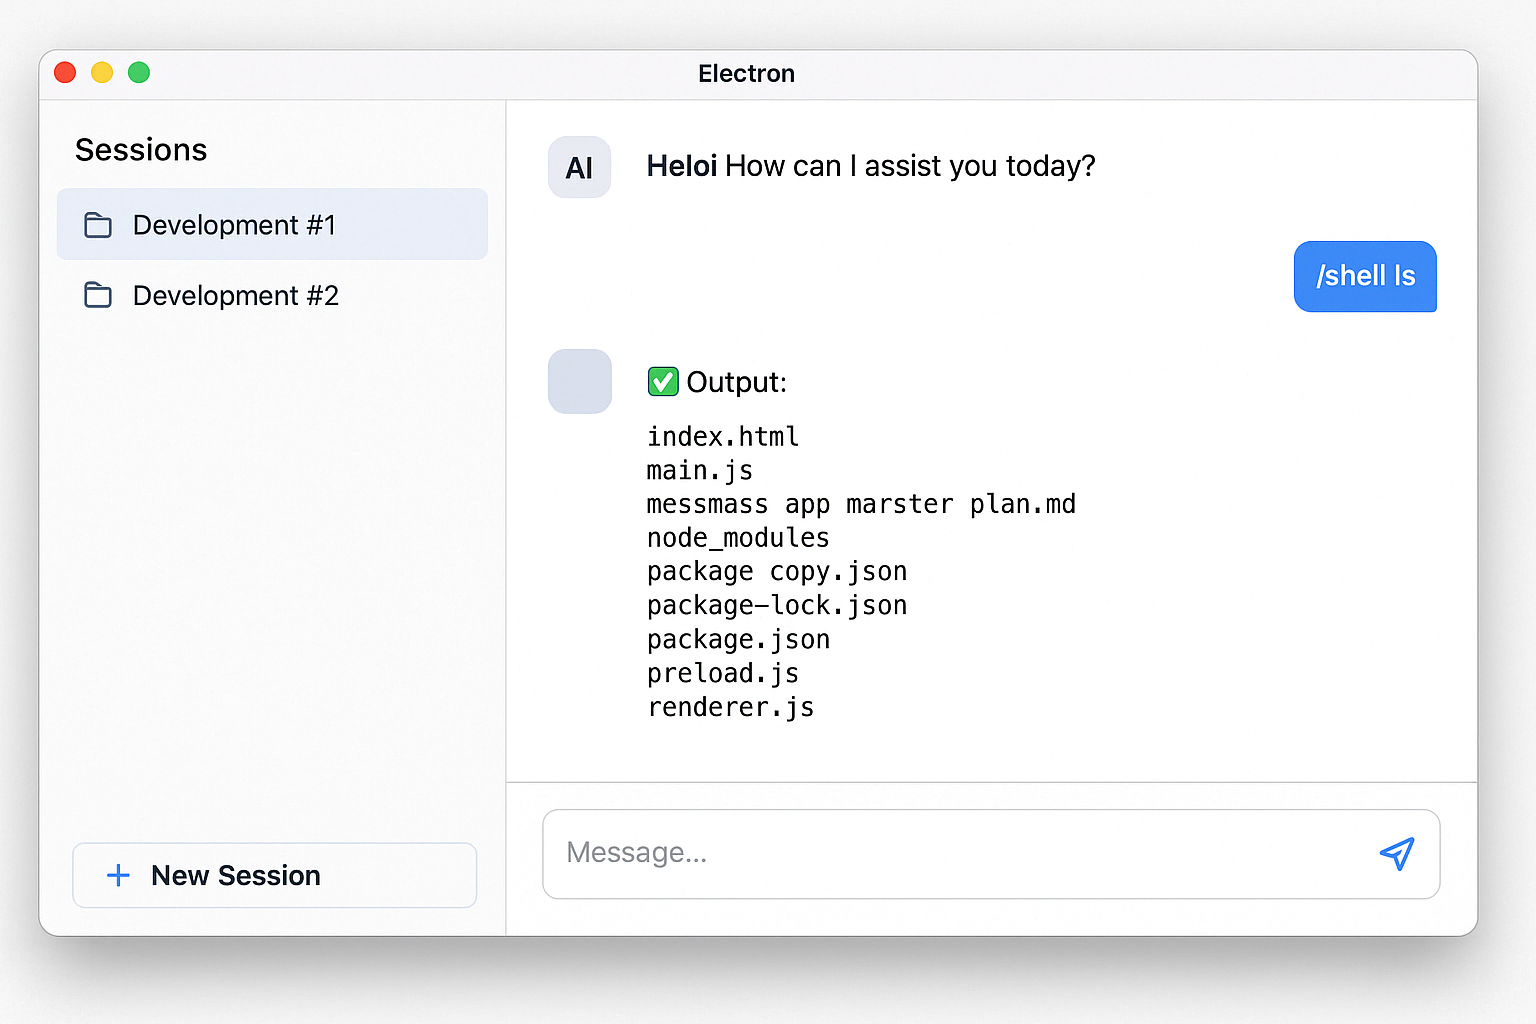 Electron
Sessions
Development #1
Development #2
New Session
AI
Heloi How can I assist you today?
/shell ls
✅ Output:
index.html
main.js
messmass app marster plan.md
node_modules
package copy.json
package-lock.json
package.json
preload.js
renderer.js
Message...